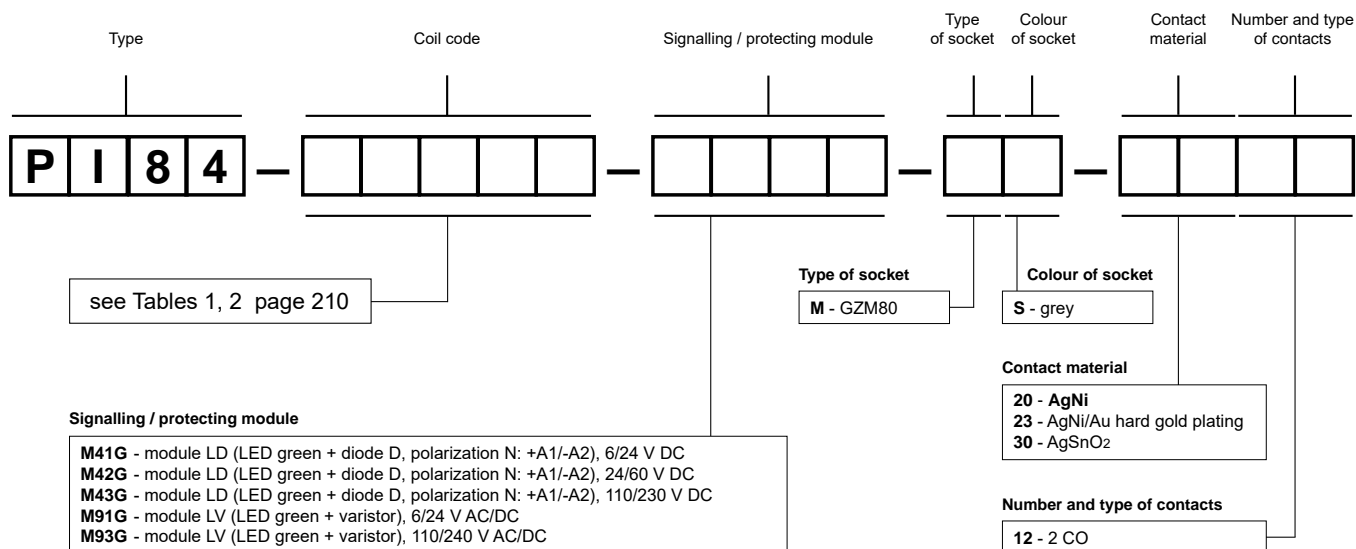 Type
Coil code
Signalling / protecting module
Type
of socket
Colour
of socket
Contact
material
Number and type
of contacts
P I 8 4 – – – –
see Tables 1, 2 page 210
Type of socket
M - GZM80
Colour of socket
S - grey
Contact material
20 - AgNi
23 - AgNi/Au hard gold plating
30 - AgSnO2
Signalling / protecting module
M41G - module LD (LED green + diode D, polarization N: +A1/-A2), 6/24 V DC
M42G - module LD (LED green + diode D, polarization N: +A1/-A2), 24/60 V DC
M43G - module LD (LED green + diode D, polarization N: +A1/-A2), 110/230 V DC
M91G - module LV (LED green + varistor), 6/24 V AC/DC
M93G - module LV (LED green + varistor), 110/240 V AC/DC
Number and type of contacts
12 - 2 CO